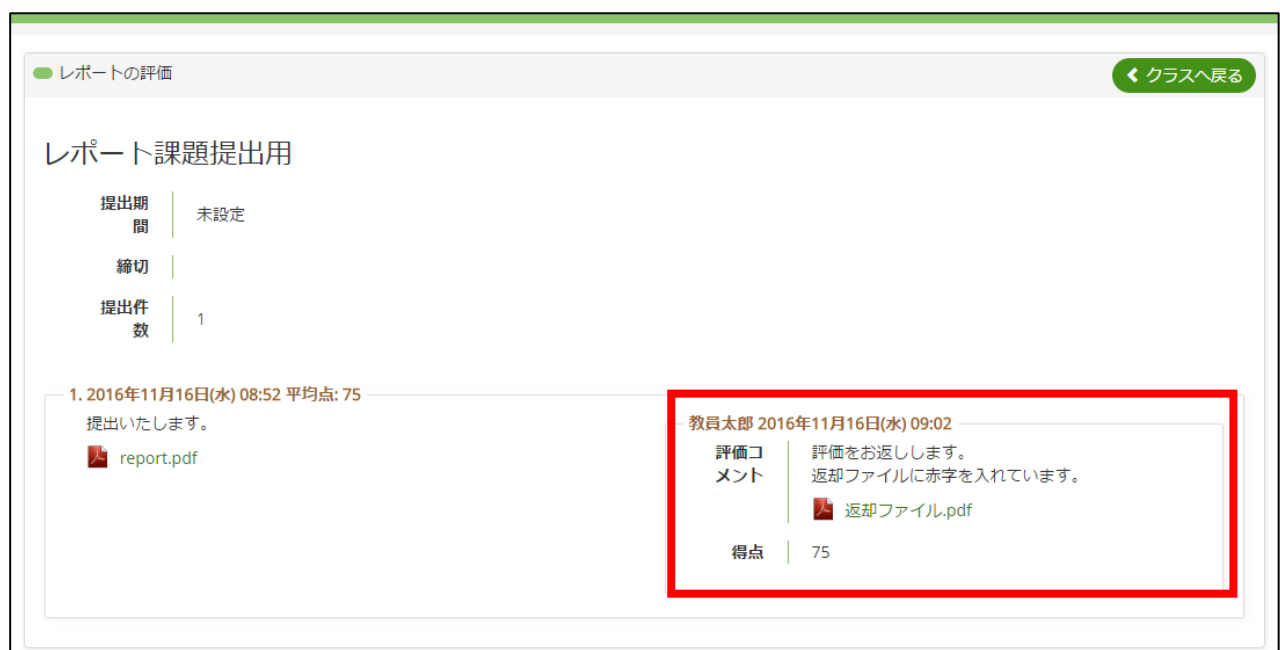 レポートの評価
クラスへ戻る
レポート課題提出用
提出期
間
未設定
締切
提出件
数
1
1. 2016年11月16日(水) 08:52 平均点: 75
提出いたします。
report.pdf
教員太郎 2016年11月16日(水) 09:02
評価コ
メント
評価をお返しします。
返却ファイルに赤字を入れています。
返却ファイル.pdf
得点
75